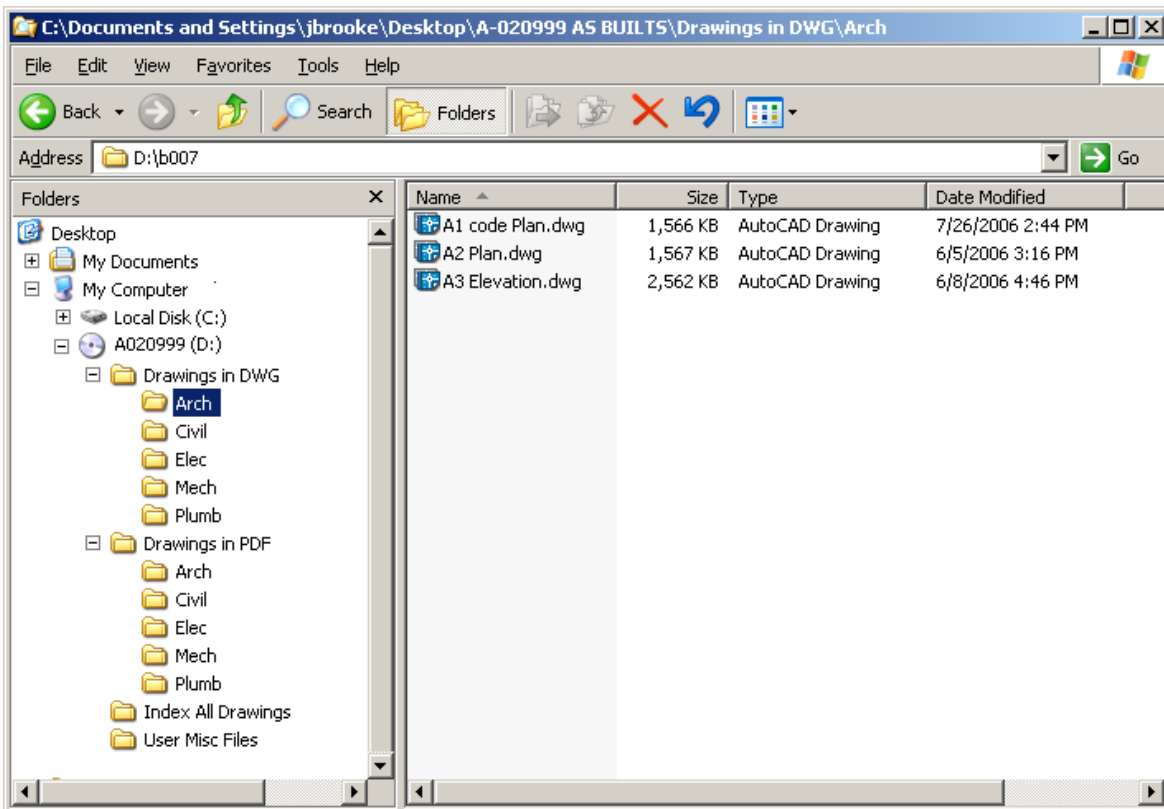 C:\Documents and Settings\jbrooke\Desktop\A-020999 AS BUILTS\Drawings in DWG\Arch
File Edit View Favorites Tools Help
Back Search Folders
Address D:\b007 Go
Folders
Desktop
My Documents
My Computer
Local Disk (C:)
A020999 (D:)
Drawings in DWG
Arch
Civil
Elec
Mech
Plumb
Drawings in PDF
Arch
Civil
Elec
Mech
Plumb
Index All Drawings
User Misc Files
Name Size Type Date Modified
A1 code Plan.dwg 1,566 KB AutoCAD Drawing 7/26/2006 2:44 PM
A2 Plan.dwg 1,567 KB AutoCAD Drawing 6/5/2006 3:16 PM
A3 Elevation.dwg 2,562 KB AutoCAD Drawing 6/8/2006 4:46 PM